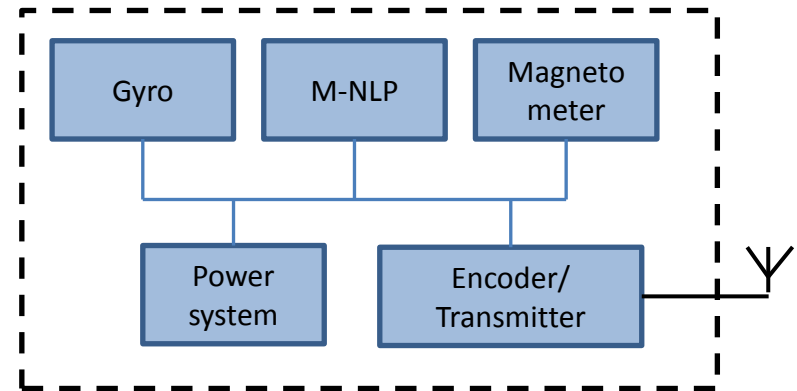 Gyro
M-NLP
Magneto
meter
Power
system
Encoder/
Transmitter